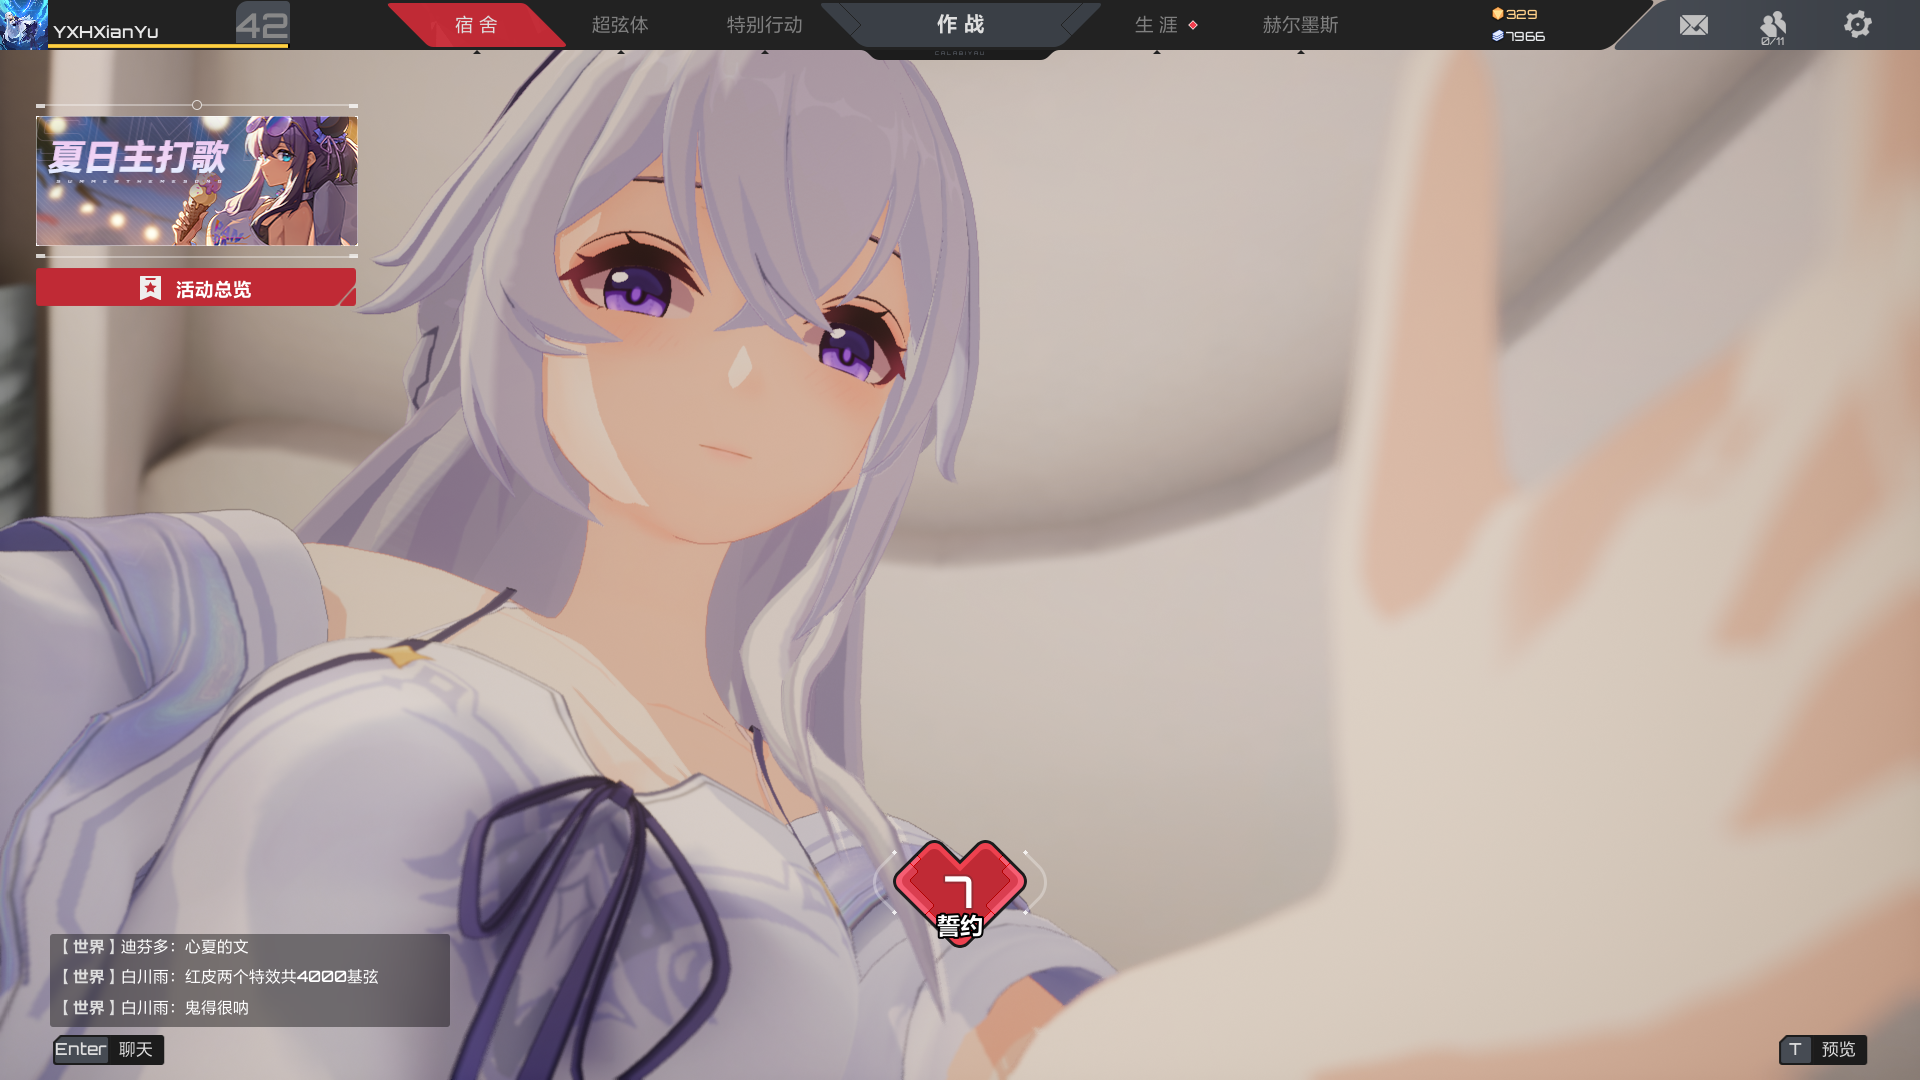 YXHXianYu
42
宿舍
超弦体
特别行动
作战
CALABIYAU
生涯
赫尔墨斯
329
7966
0/11
夏日主打歌
活动总览
7
誓约
【世界】迪芬多：心夏的文
【世界】白川雨：红皮两个特效共4000基弦
【世界】白川雨：鬼得很呐
Enter 聊天
T 预览